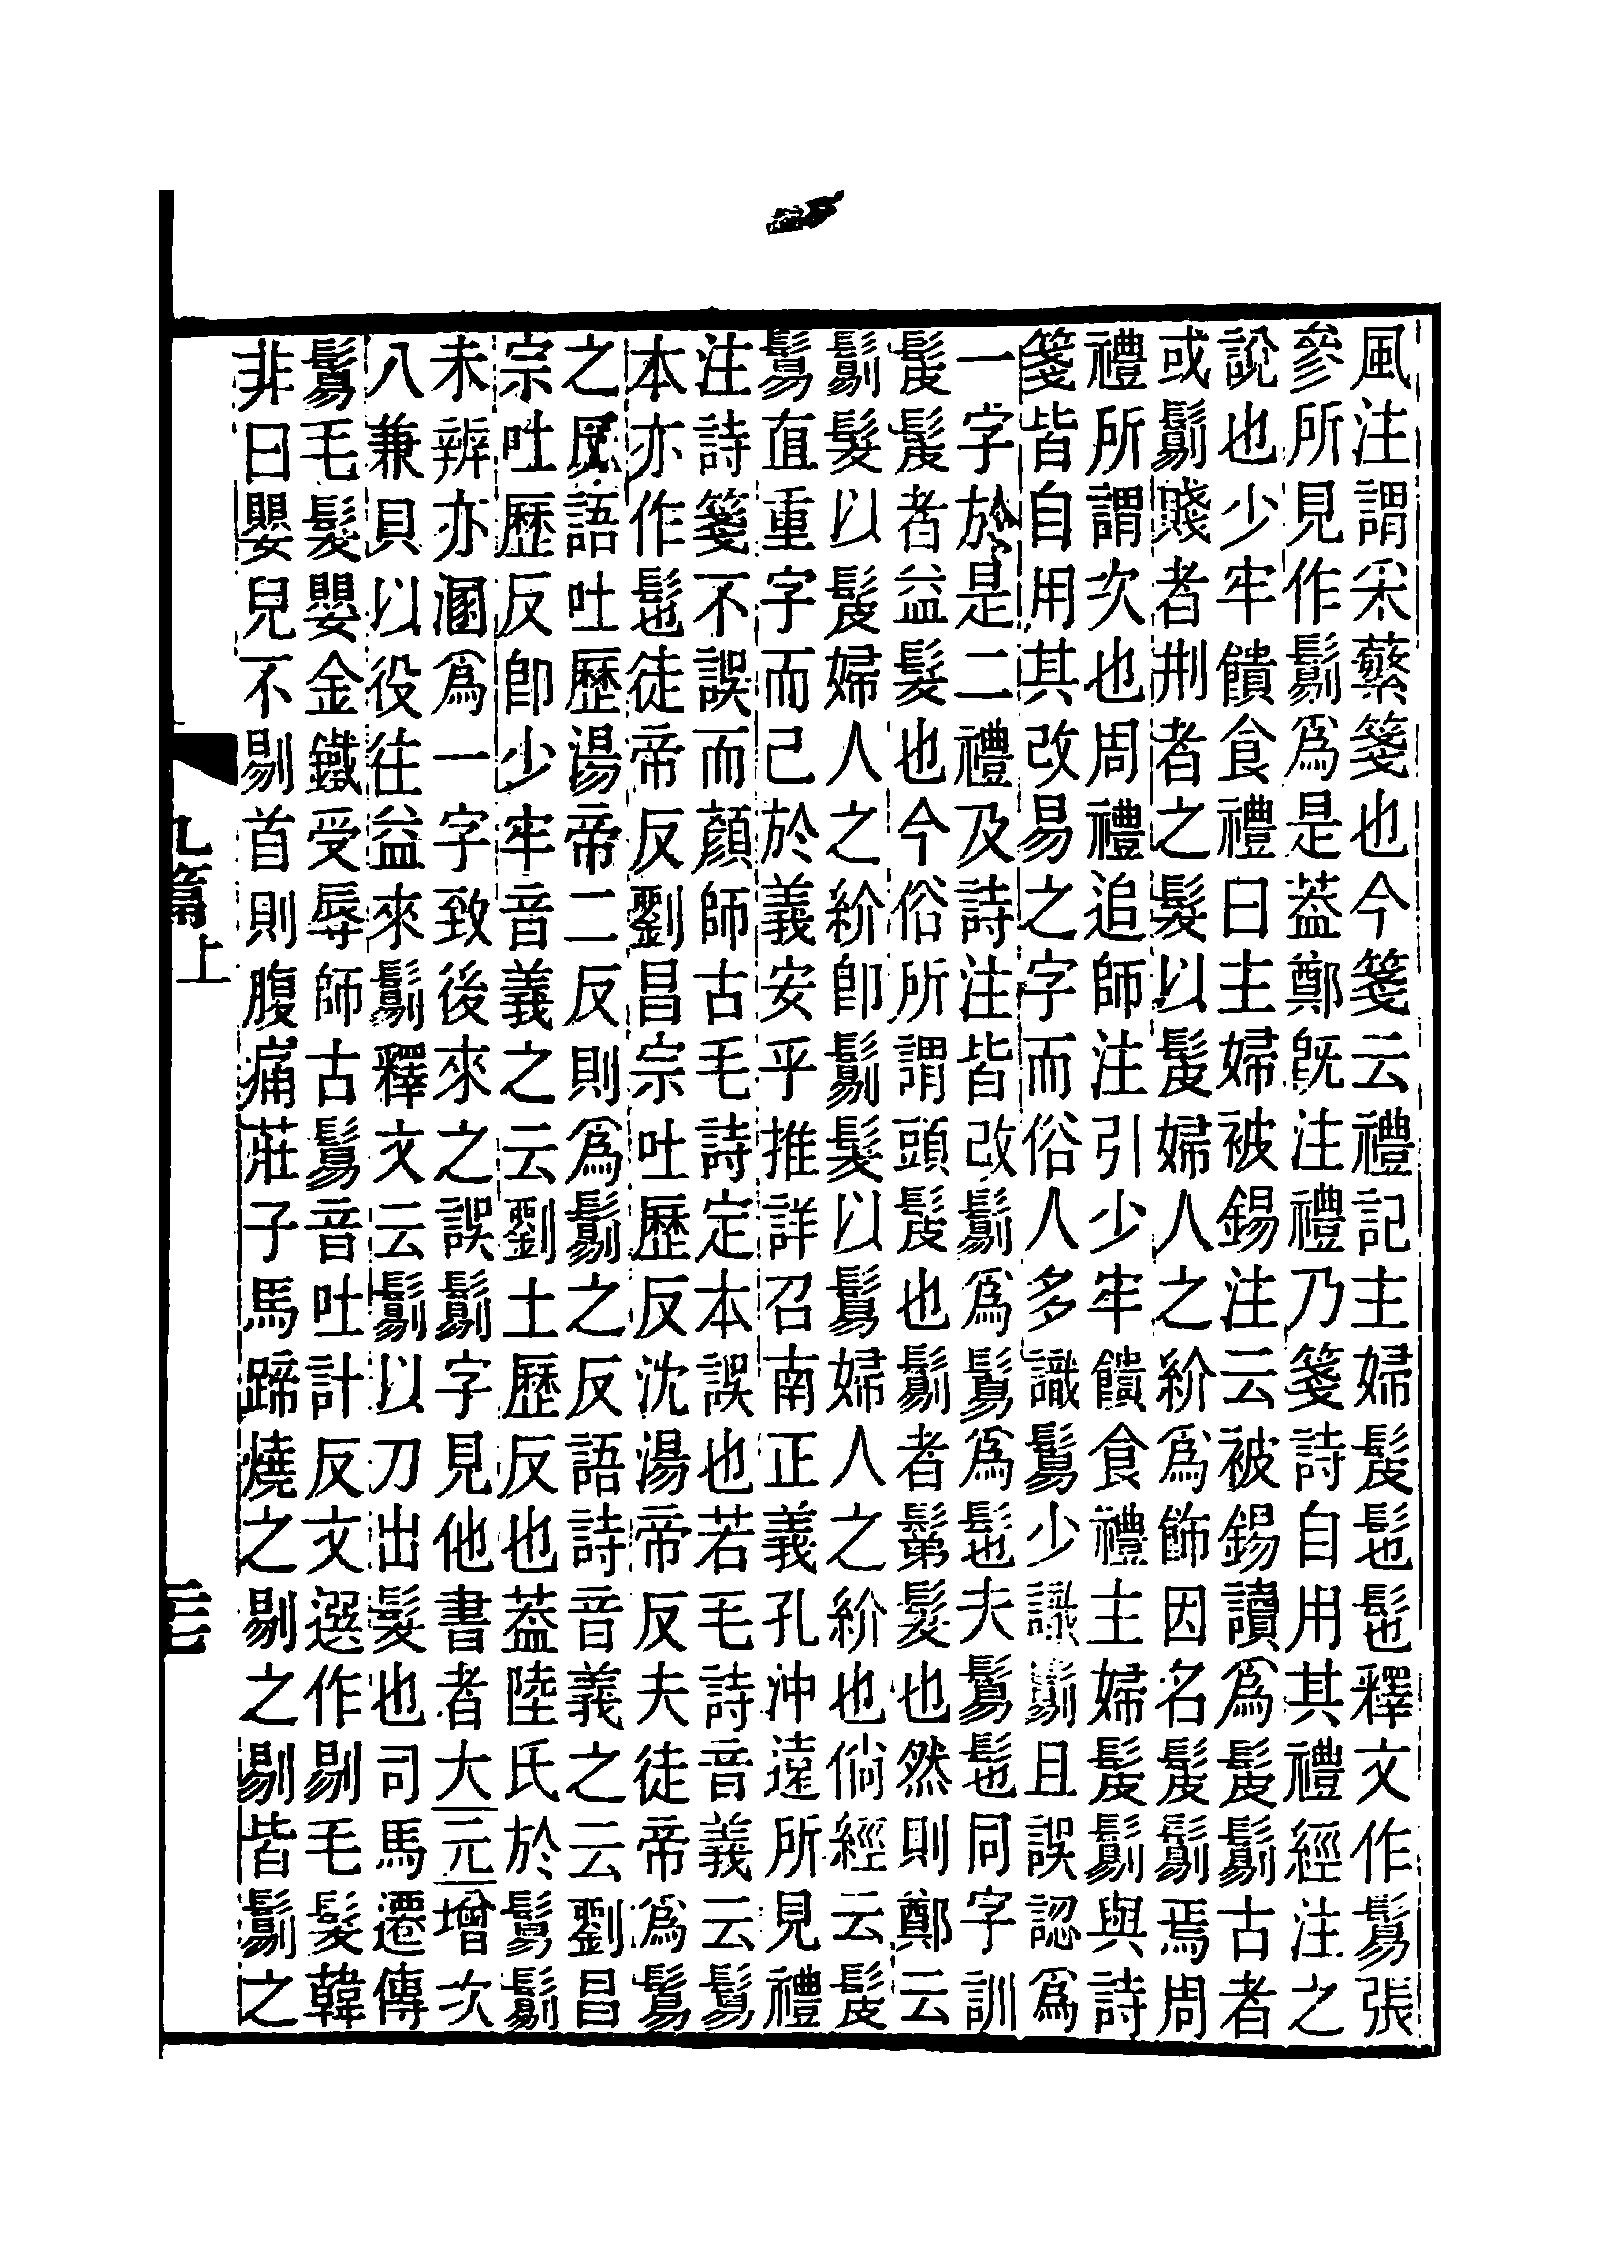 風注謂采蘩箋也今箋云禮記主婦髲髢髢釋文作鬄張
參所見作鬄爲是葢鄭旣注禮乃箋詩自用其禮經注之
說也少牢饋食禮曰主婦被錫注云被錫讀爲髲鬄古者
或鬄賤者荆者之髮以髲婦人之紒爲飾因名髲鬄焉周
禮所謂次也周禮追師注引少牢饋食禮主婦髲鬄與詩
箋皆自用其改易之字而俗人多識鬄少識鬄且誤認爲
一字於是二禮及詩注皆改鬄爲鬄爲髢夫鬄髢同字訓
髲髲者益髮也今俗所謂頭髲也鬄者鬀髮也然則鄭云
鬄髮以髲婦人之紒卽鬄髮以鬄婦人之紒也倘經云髲
鬄直重字而己於義安乎推詳召南正義孔沖遠所見禮
注詩箋不誤而顏師古毛詩定本誤也若毛詩音義云鬄
本亦作髢徒帝反劉昌宗吐歷反沈湯帝反夫徒帝爲鬄
之反語吐歷湯帝二反則爲鬄之反語詩音義之云劉昌
宗吐歷反卽少牢音義之云劉土歷反也葢陸氏於鬄鬄
未辨亦溷爲一字致後來之誤鬄字見他書者大元增次
八兼貝以役往益來鬄釋文云鬄以刀出髮也司馬遷傳
鬄毛髮嬰金鐵受辱師古鬄音吐計反文選作剔毛髮韓
非曰嬰兒不剔首則腹痛莊子馬蹄燒之剔之剔皆鬄之
九篇上